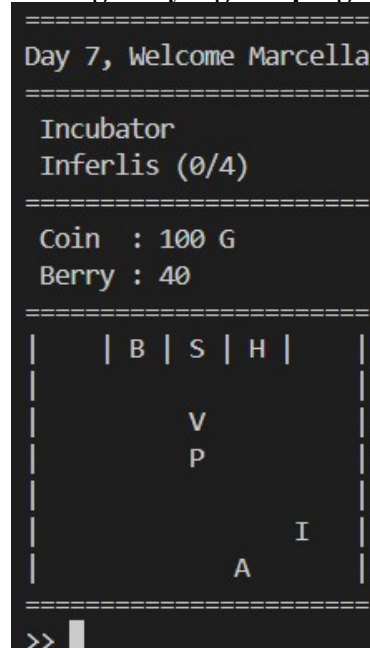 =======================
Day 7, Welcome Marcella
=======================
 Incubator
 Inferlis (0/4)
=======================
 Coin  : 100 G
 Berry : 40
=======================
|    | B | S | H |    |
|                     |
|          V          |
|          P          |
|                     |
|                 I   |
|             A       |
=======================
>>